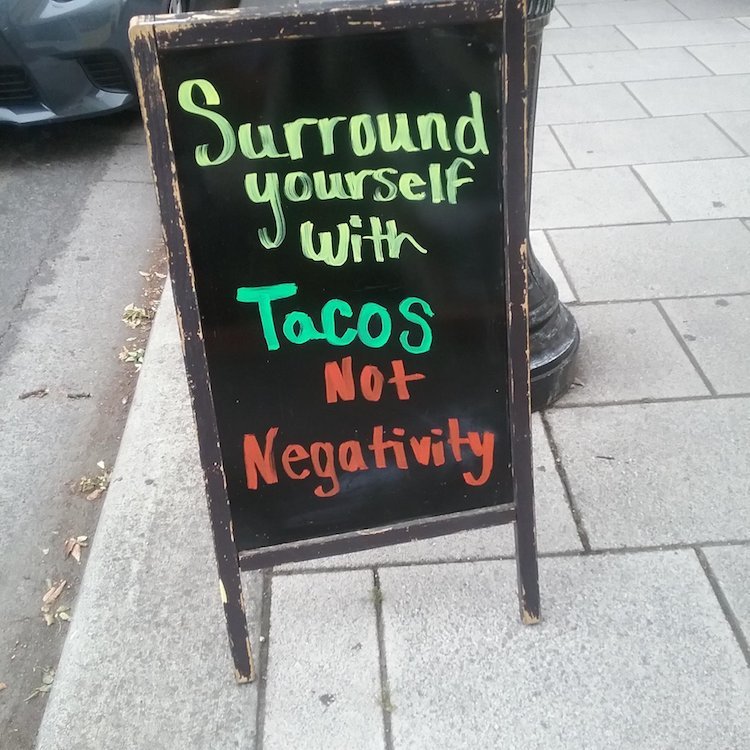 Surround
yourself
with
Tacos
Not
Negativity